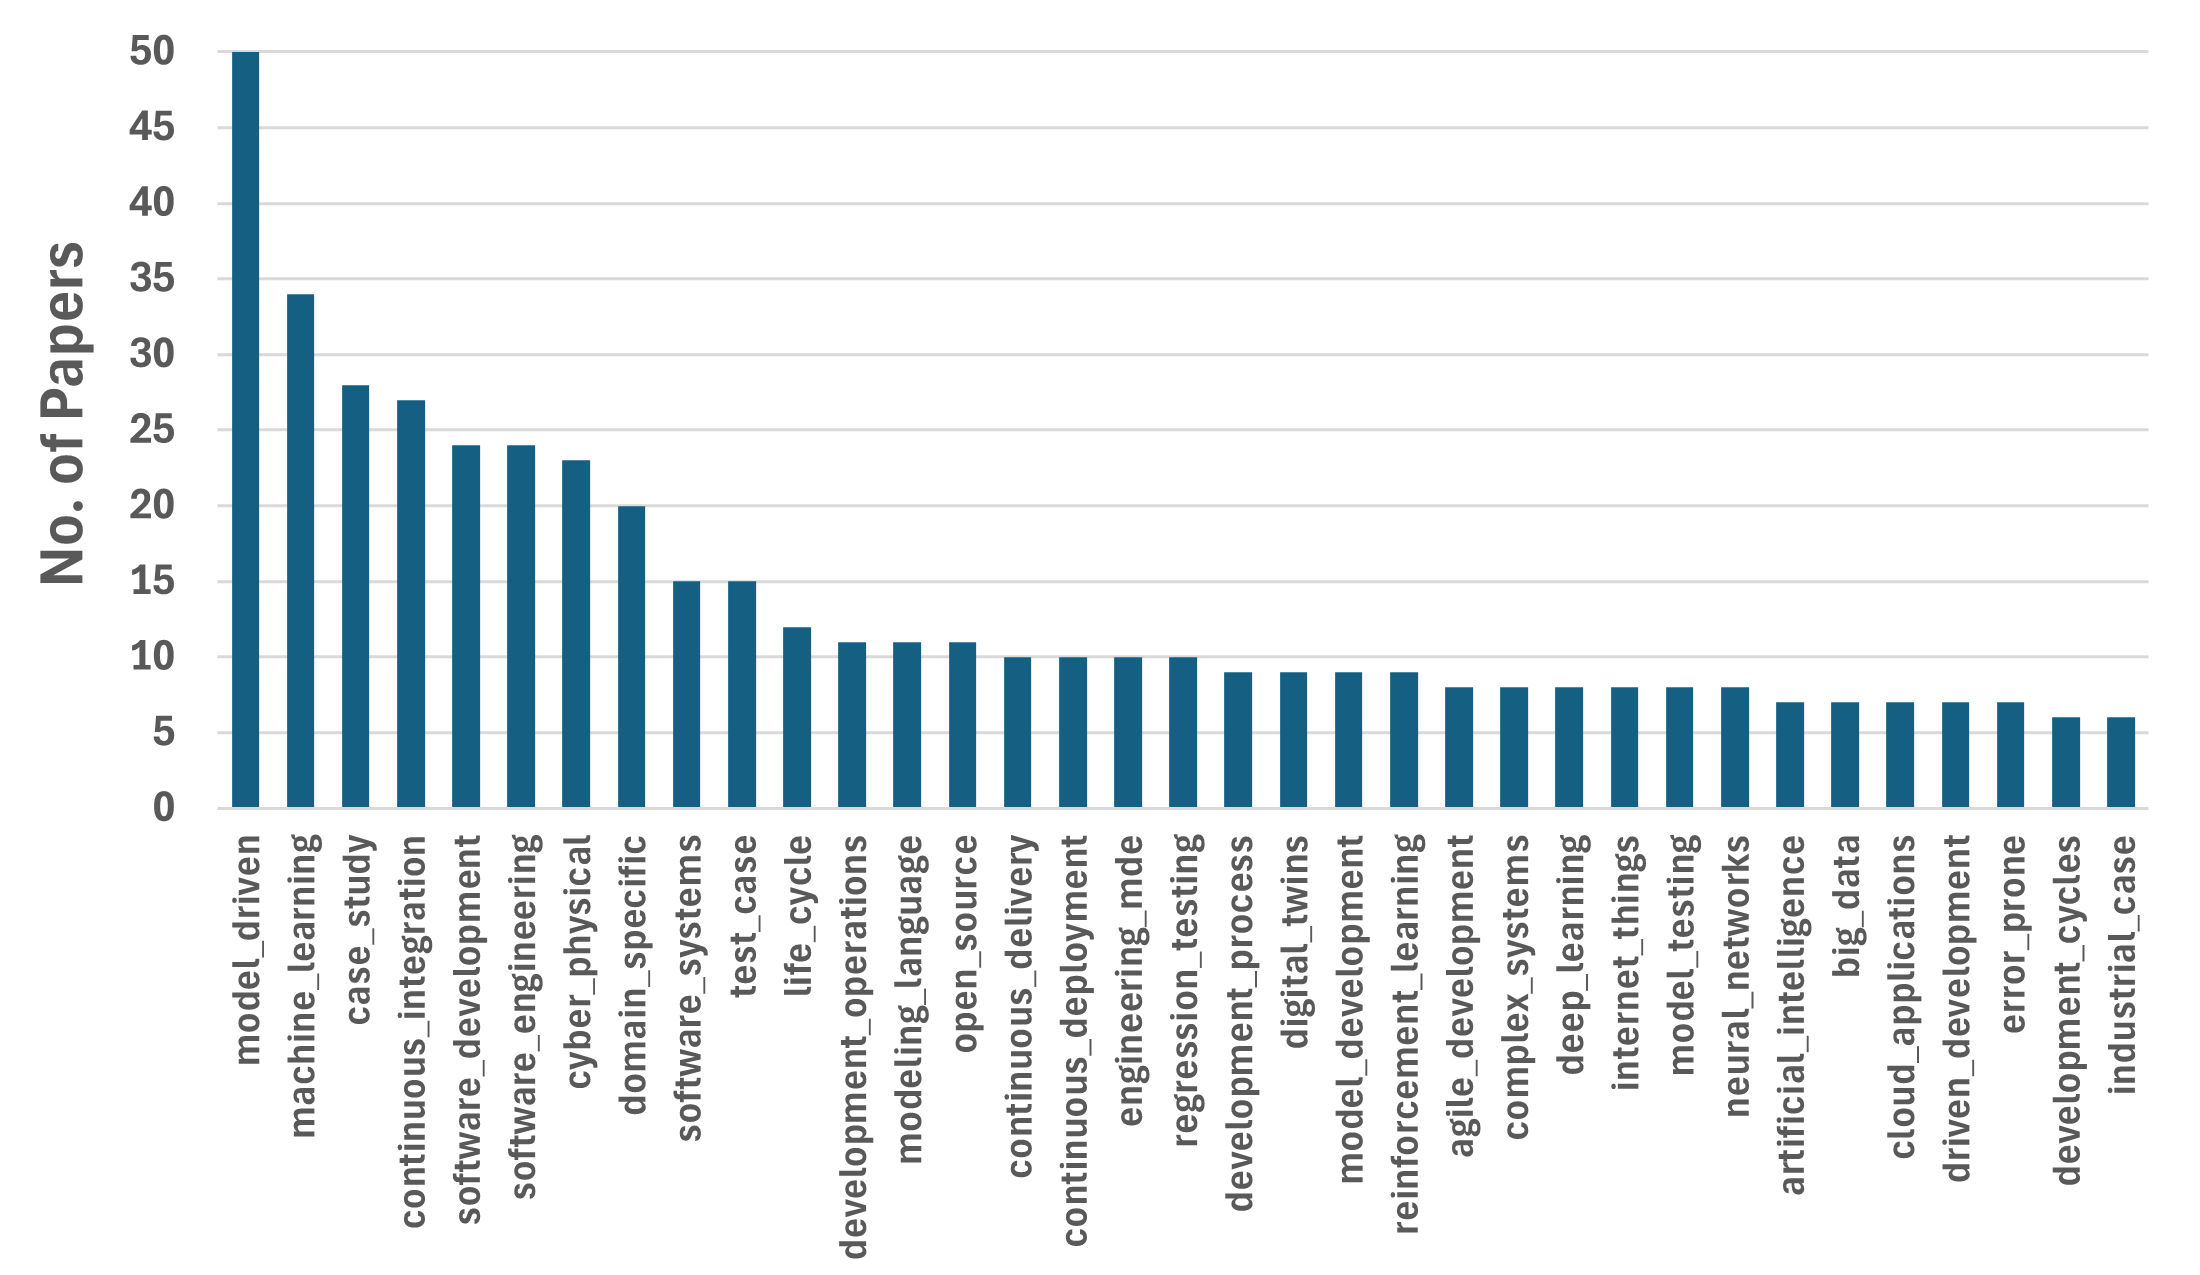 No. of Papers
50
45
40
35
30
25
20
15
10
5
0
model_driven
machine_learning
case_study
continuous_integration
software_development
software_engineering
cyber_physical
domain_specific
software_systems
test_case
life_cycle
development_operations
modeling_language
open_source
continuous_delivery
continuous_deployment
engineering_mde
regression_testing
development_process
digital_twins
model_development
reinforcement_learning
agile_development
complex_systems
deep_learning
internet_things
model_testing
neural_networks
artificial_intelligence
big_data
cloud_applications
driven_development
error_prone
development_cycles
industrial_case